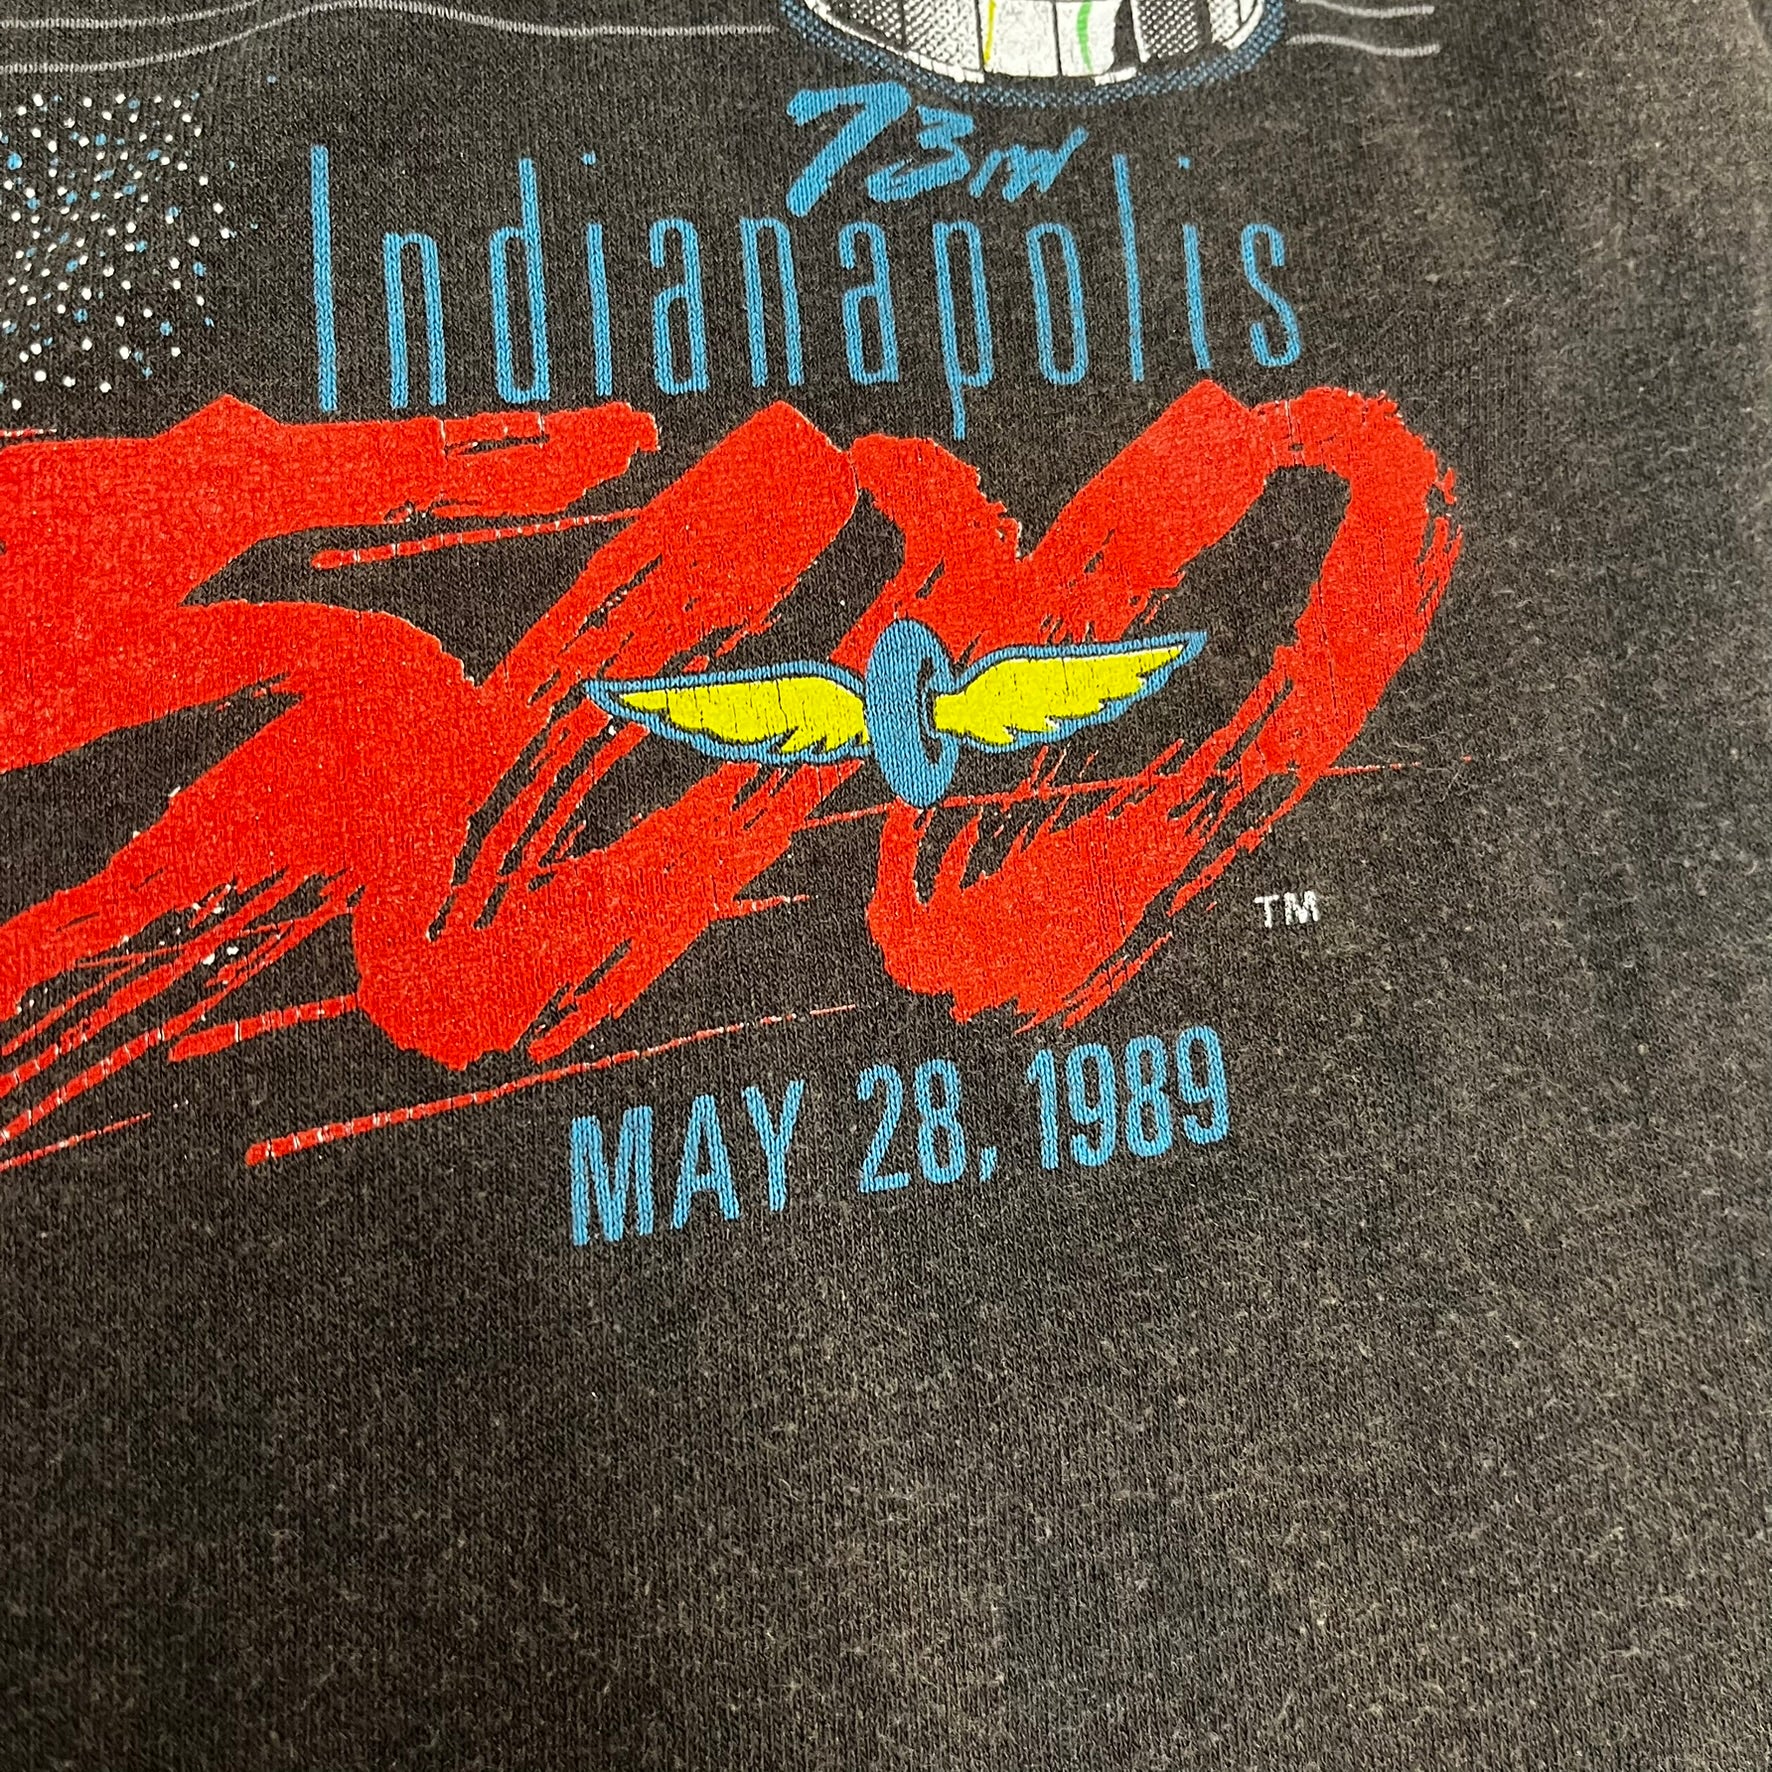 73rd
Indianapolis
500
TM
MAY 28, 1989